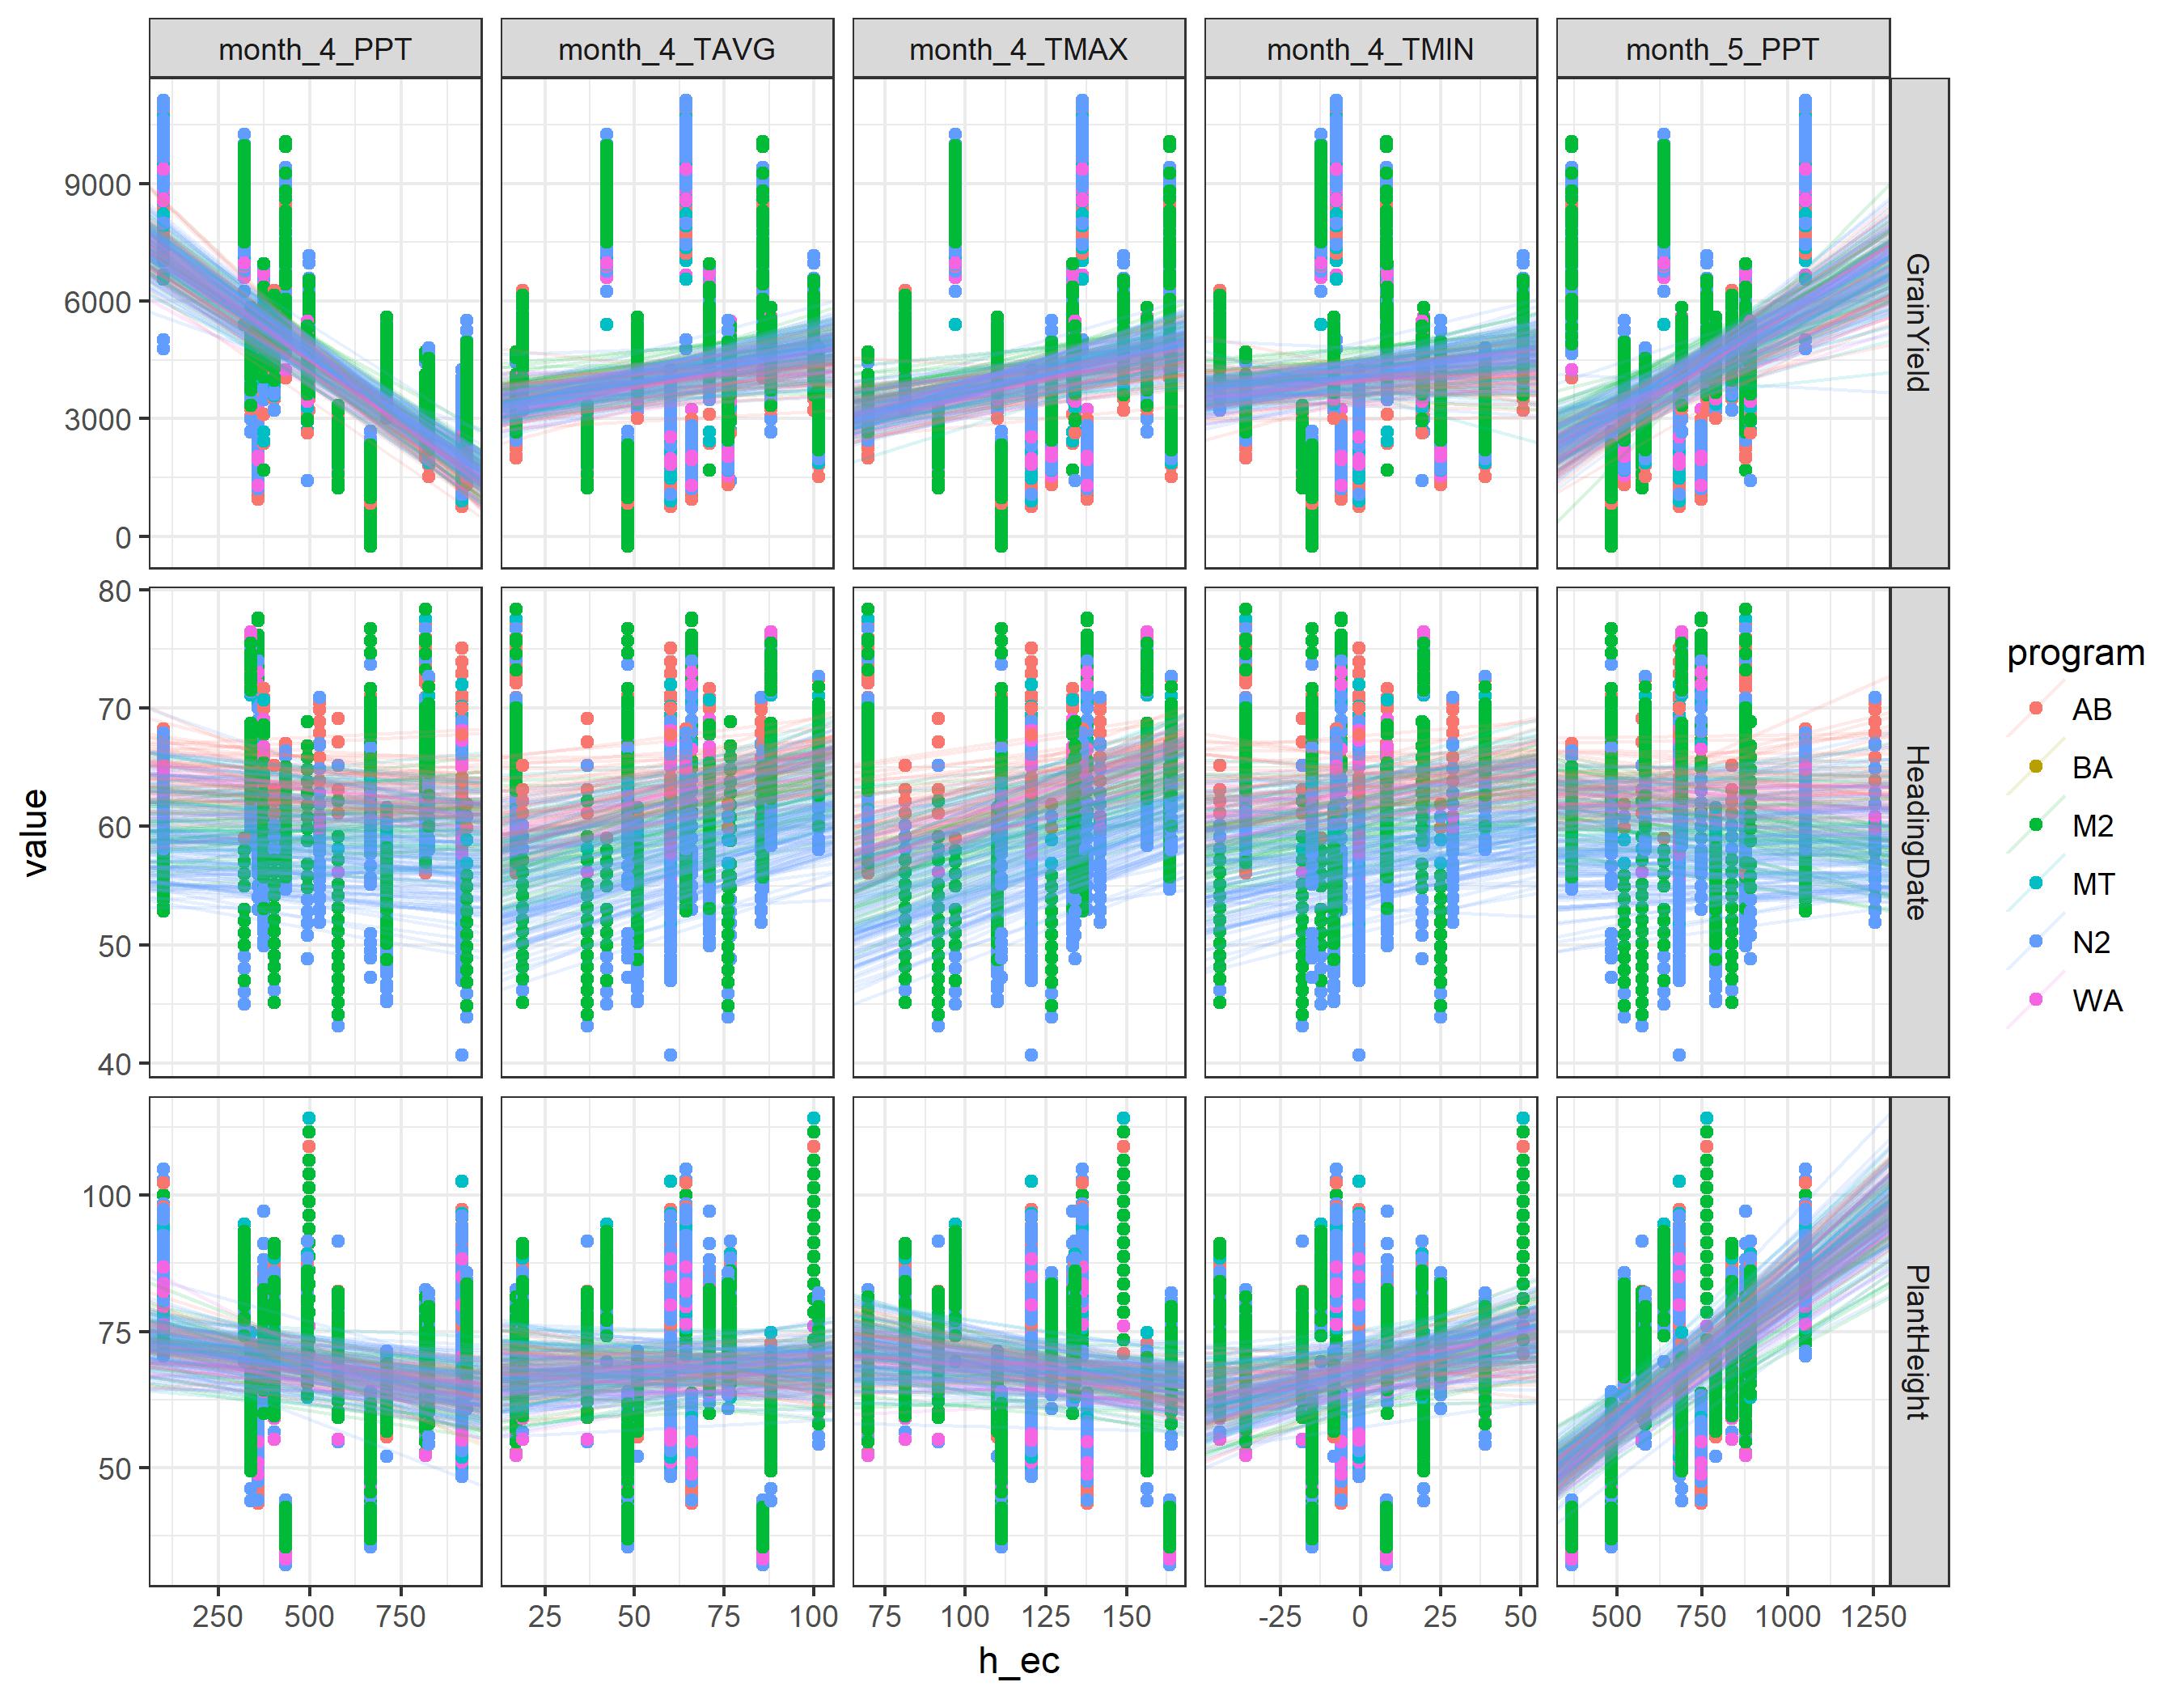 month_4_PPT
month_4_TAVG
month_4_TMAX
month_4_TMIN
month_5_PPT
9000
6000
3000
0
GrainYield
80
70
60
50
40
HeadingDate
100
75
50
PlantHeight
value
250 500 750
25 50 75 100
75 100 125 150
-25 0 25 50
500 750 1000 1250
h_ec
program
AB
BA
M2
MT
N2
WA